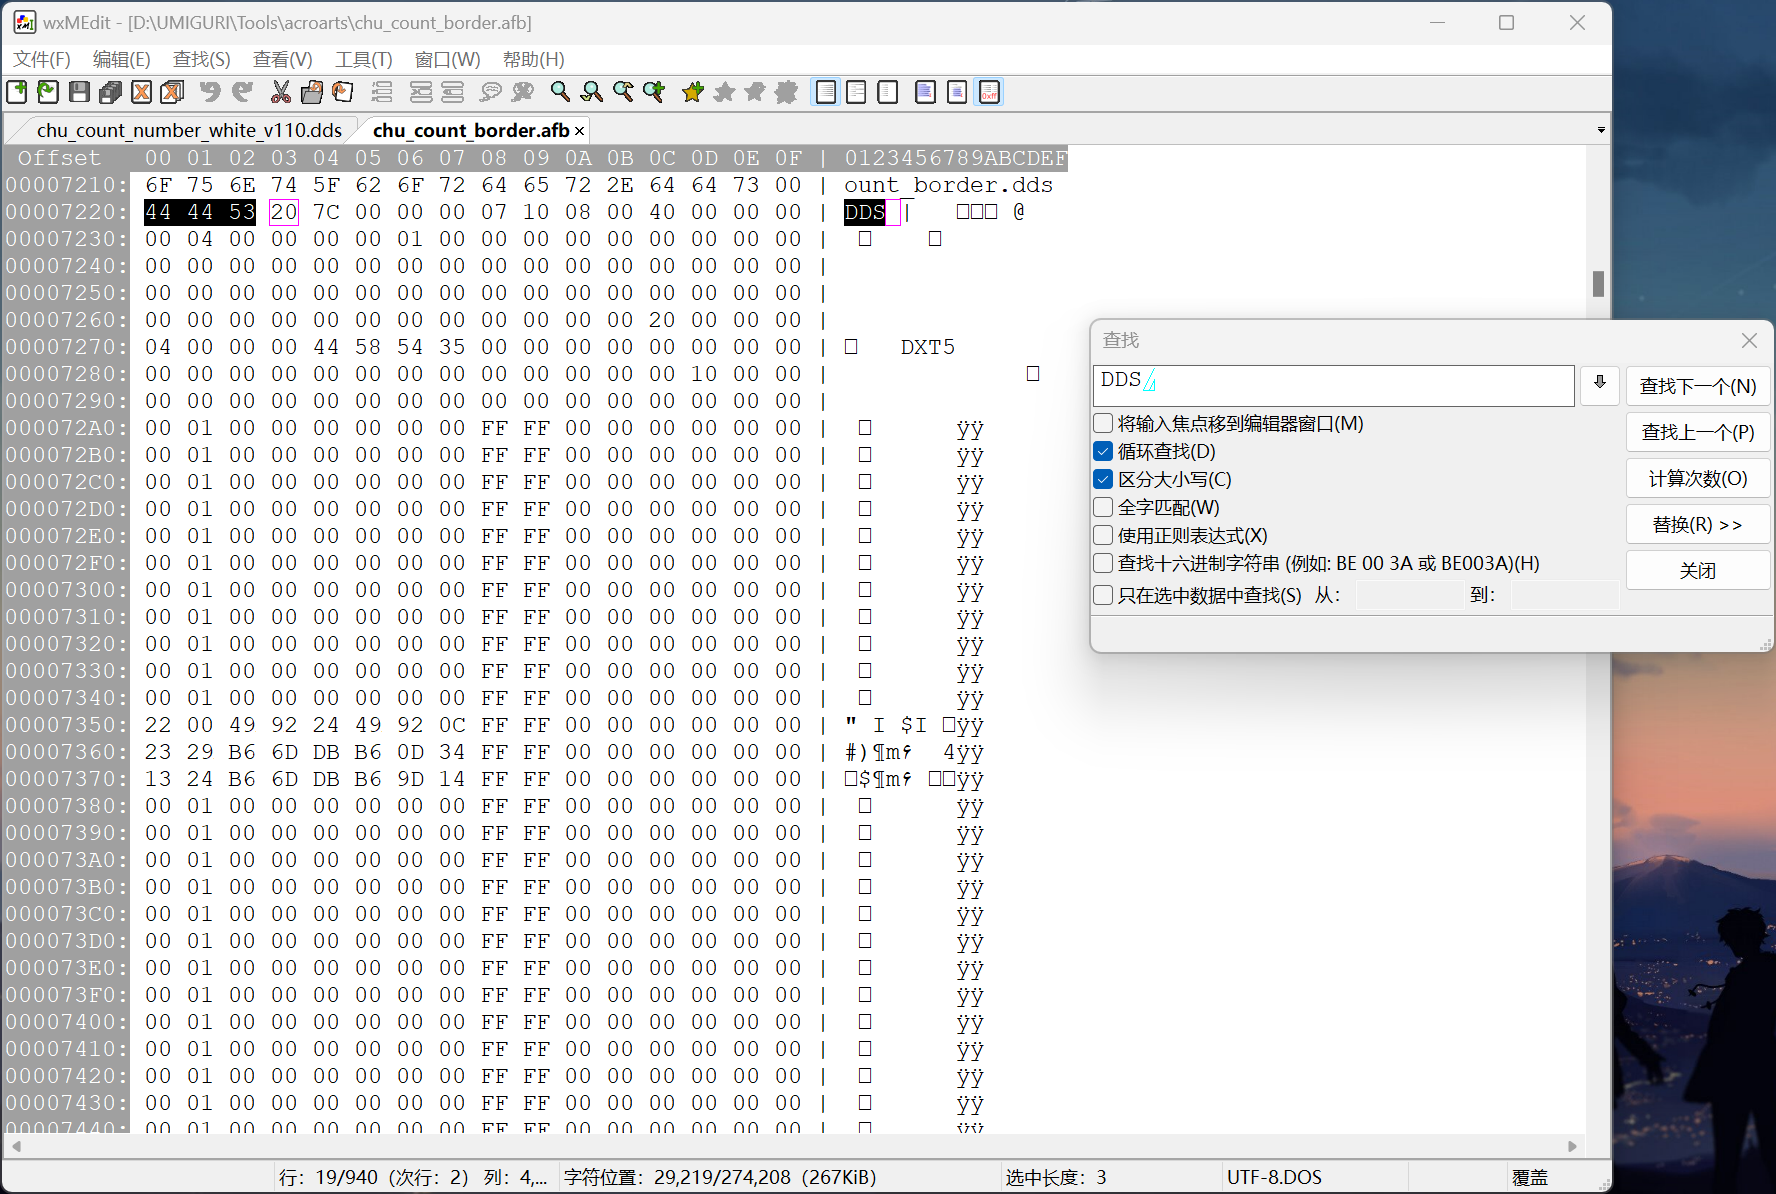 wxMEdit - [D:\UMIGURI\Tools\acroarts\chu_count_border.afb]
文件(F) 编辑(E) 查找(S) 查看(V) 工具(T) 窗口(W) 帮助(H)
chu_count_number_white_v110.dds chu_count_border.afb ×
Offset 00 01 02 03 04 05 06 07 08 09 0A 0B 0C 0D 0E 0F | 0123456789ABCDEF
00007210: 6F 75 6E 74 5F 62 6F 72 64 65 72 2E 64 64 73 00 | ount_border.dds
00007220: 44 44 53 20 7C 00 00 00 07 10 08 00 40 00 00 00 | DDS | □□□ @
00007230: 00 04 00 00 00 00 01 00 00 00 00 00 00 00 00 00 | □ □
00007240: 00 00 00 00 00 00 00 00 00 00 00 00 00 00 00 00 |
00007250: 00 00 00 00 00 00 00 00 00 00 00 00 00 00 00 00 |
00007260: 00 00 00 00 00 00 00 00 00 00 00 00 20 00 00 00 |
00007270: 04 00 00 00 44 58 54 35 00 00 00 00 00 00 00 00 | □ DXT5
00007280: 00 00 00 00 00 00 00 00 00 00 00 00 00 10 00 00 | □
00007290: 00 00 00 00 00 00 00 00 00 00 00 00 00 00 00 00 |
000072A0: 00 01 00 00 00 00 00 00 FF FF 00 00 00 00 00 00 | □ ÿÿ
000072B0: 00 01 00 00 00 00 00 00 FF FF 00 00 00 00 00 00 | □ ÿÿ
000072C0: 00 01 00 00 00 00 00 00 FF FF 00 00 00 00 00 00 | □ ÿÿ
000072D0: 00 01 00 00 00 00 00 00 FF FF 00 00 00 00 00 00 | □ ÿÿ
000072E0: 00 01 00 00 00 00 00 00 FF FF 00 00 00 00 00 00 | □ ÿÿ
000072F0: 00 01 00 00 00 00 00 00 FF FF 00 00 00 00 00 00 | □ ÿÿ
00007300: 00 01 00 00 00 00 00 00 FF FF 00 00 00 00 00 00 | □ ÿÿ
00007310: 00 01 00 00 00 00 00 00 FF FF 00 00 00 00 00 00 | □ ÿÿ
00007320: 00 01 00 00 00 00 00 00 FF FF 00 00 00 00 00 00 | □ ÿÿ
00007330: 00 01 00 00 00 00 00 00 FF FF 00 00 00 00 00 00 | □ ÿÿ
00007340: 00 01 00 00 00 00 00 00 FF FF 00 00 00 00 00 00 | □ ÿÿ
00007350: 22 00 49 92 24 49 92 0C FF FF 00 00 00 00 00 00 | " I $I □ÿÿ
00007360: 23 29 B6 6D DB B6 0D 34 FF FF 00 00 00 00 00 00 | #)¶m 4ÿÿ
00007370: 13 24 B6 6D DB B6 9D 14 FF FF 00 00 00 00 00 00 | □$¶m □□ÿÿ
00007380: 00 01 00 00 00 00 00 00 FF FF 00 00 00 00 00 00 | □ ÿÿ
00007390: 00 01 00 00 00 00 00 00 FF FF 00 00 00 00 00 00 | □ ÿÿ
000073A0: 00 01 00 00 00 00 00 00 FF FF 00 00 00 00 00 00 | □ ÿÿ
000073B0: 00 01 00 00 00 00 00 00 FF FF 00 00 00 00 00 00 | □ ÿÿ
000073C0: 00 01 00 00 00 00 00 00 FF FF 00 00 00 00 00 00 | □ ÿÿ
000073D0: 00 01 00 00 00 00 00 00 FF FF 00 00 00 00 00 00 | □ ÿÿ
000073E0: 00 01 00 00 00 00 00 00 FF FF 00 00 00 00 00 00 | □ ÿÿ
000073F0: 00 01 00 00 00 00 00 00 FF FF 00 00 00 00 00 00 | □ ÿÿ
00007400: 00 01 00 00 00 00 00 00 FF FF 00 00 00 00 00 00 | □ ÿÿ
00007410: 00 01 00 00 00 00 00 00 FF FF 00 00 00 00 00 00 | □ ÿÿ
00007420: 00 01 00 00 00 00 00 00 FF FF 00 00 00 00 00 00 | □ ÿÿ
00007430: 00 01 00 00 00 00 00 00 FF FF 00 00 00 00 00 00 | □ ÿÿ
00007440: 00 01 00 00 00 00 00 00 FF FF 00 00 00 00 00 00 | □ ÿÿ
行: 19/940 (次行: 2) 列: 4,... 字符位置: 29,219/274,208 (267KiB) 选中长度: 3 UTF-8.DOS 覆盖
查找
DDS
查找下一个(N)
将输入焦点移到编辑器窗口(M)
查找上一个(P)
循环查找(D)
区分大小写(C)
计算次数(O)
全字匹配(W)
替换(R) >>
使用正则表达式(X)
查找十六进制字符串 (例如: BE 00 3A 或 BE003A)(H)
关闭
只在选中数据中查找(S) 从: 到: